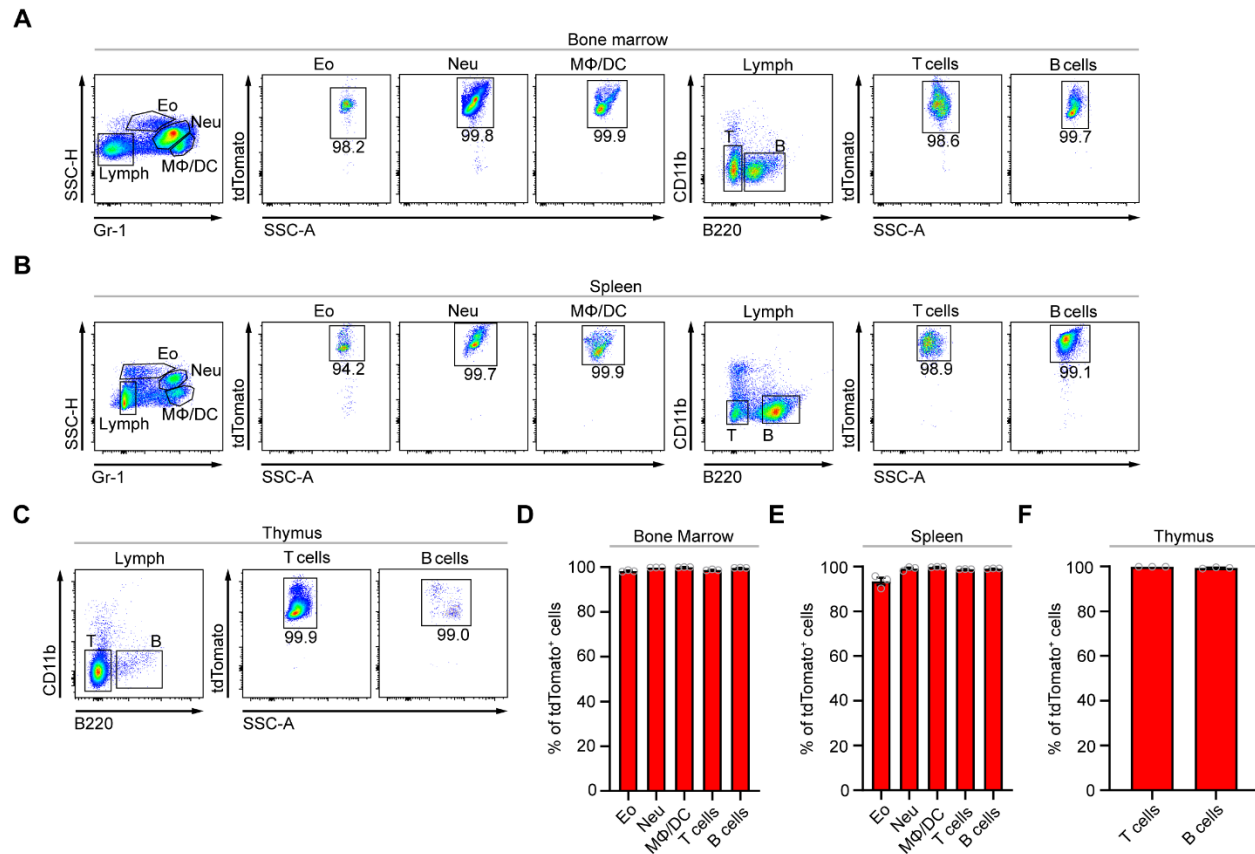 A
Bone marrow
Eo Neu MΦ/DC Lymph T cells B cells
SSC-H
Eo
Neu
MΦ/DC
Lymph
Gr-1
tdTomato
98.2 99.8 99.9
SSC-A
CD11b
T B
B220
tdTomato
98.6 99.7
SSC-A
B
Spleen
Eo Neu MΦ/DC Lymph T cells B cells
SSC-H
Eo
Neu
MΦ/DC
Lymph
Gr-1
tdTomato
94.2 99.7 99.9
SSC-A
CD11b
T B
B220
tdTomato
98.9 99.1
SSC-A
C
Thymus
Lymph T cells B cells
CD11b
T B
B220
tdTomato
99.9 99.0
SSC-A
D
Bone Marrow
% of tdTomato⁺ cells
100
80
60
40
20
0
Eo Neu MΦ/DC T cells B cells
E
Spleen
% of tdTomato⁺ cells
100
80
60
40
20
0
Eo Neu MΦ/DC T cells B cells
F
Thymus
% of tdTomato⁺ cells
100
80
60
40
20
0
T cells B cells